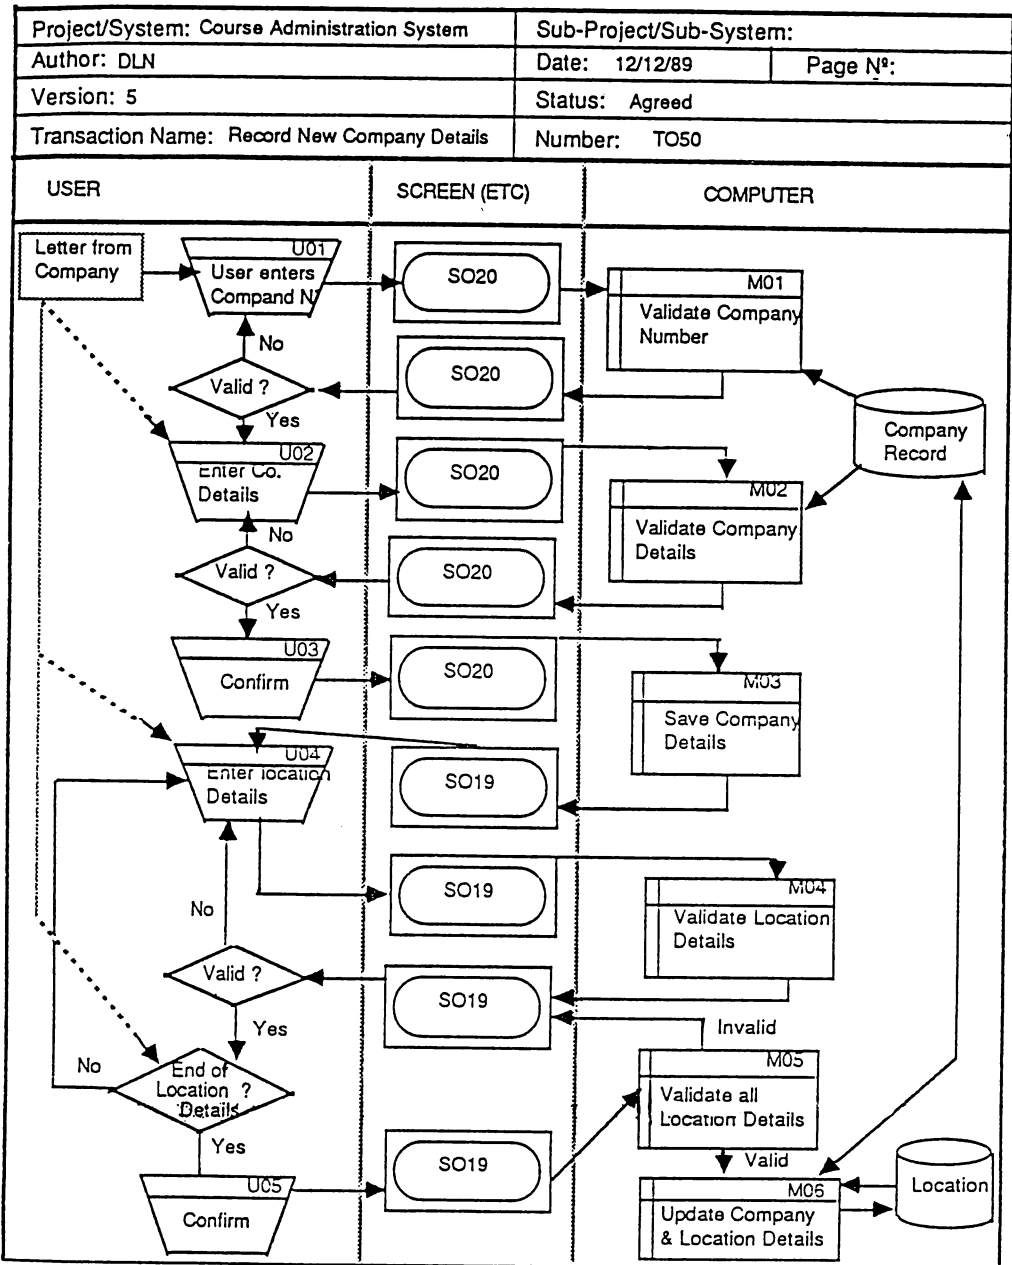 Project/System: Course Administration System
Sub-Project/Sub-System:
Author: DLN
Date: 12/12/89
Page Nº:
Version: 5
Status: Agreed
Transaction Name: Record New Company Details
Number: TO50
USER
SCREEN (ETC)
COMPUTER
Letter from
Company
U01
User enters
Compand Nº
SO20
M01
Validate Company
Number
No
Valid ?
SO20
Yes
Company
Record
U02
Enter Co.
Details
SO20
M02
Validate Company
Details
No
Valid ?
SO20
Yes
U03
Confirm
SO20
M03
Save Company
Details
U04
Enter location
Details
SO19
SO19
M04
Validate Location
Details
No
Valid ?
SO19
Yes
Invalid
No
End of
Location ?
Details
M05
Validate all
Location Details
Yes
SO19
Valid
U05
Confirm
M06
Update Company
& Location Details
Location